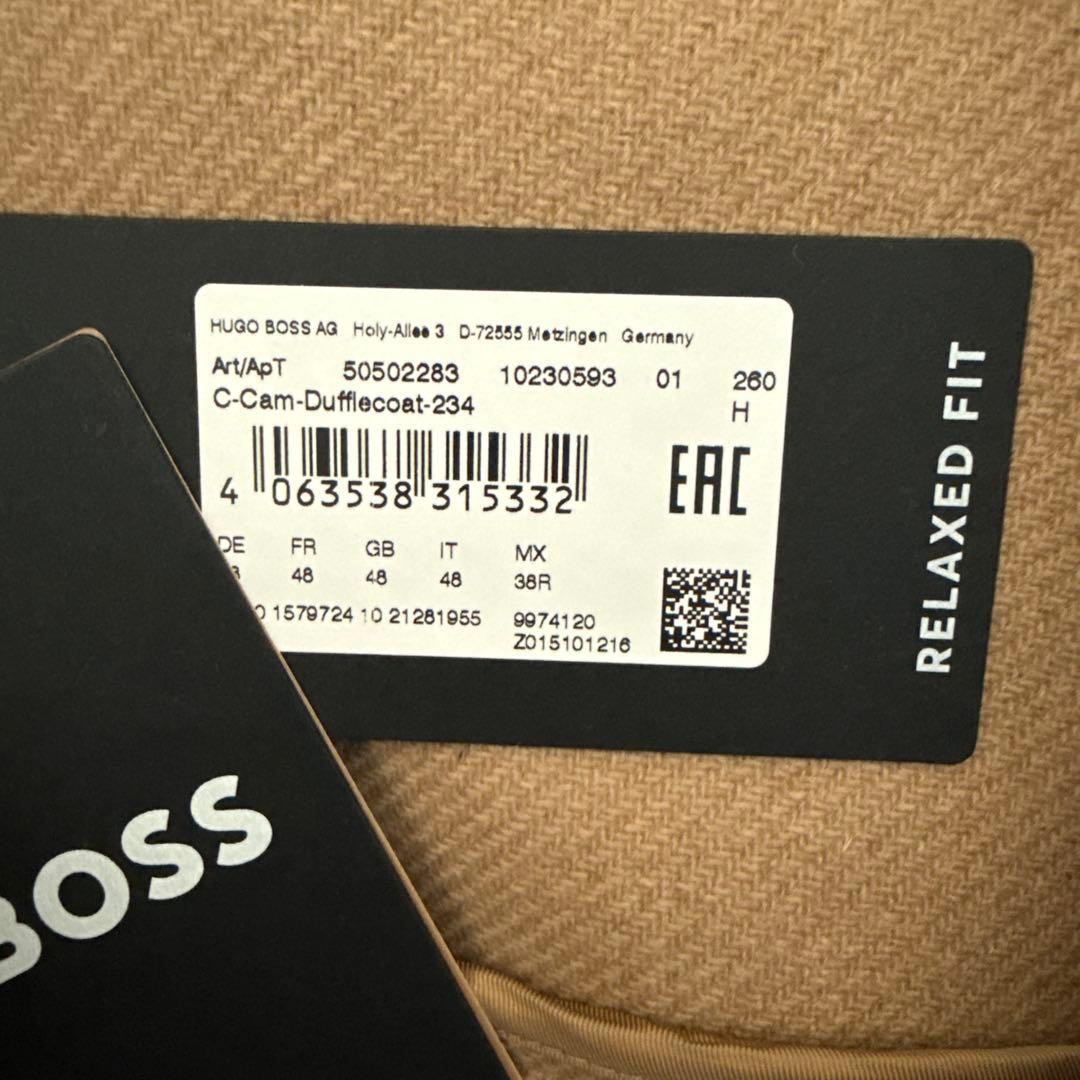 HUGO BOSS AG Holy-Allee 3 D-72555 Metzingen Germany
Art/ApT 50502283 10230593 01 260
C-Cam-Dufflecoat-234 H
4 063538 315332
EAC
DE FR GB IT MX
48 48 48 38R
1579724 10 21281955 9974120
Z015101216
RELAXED FIT
BOSS